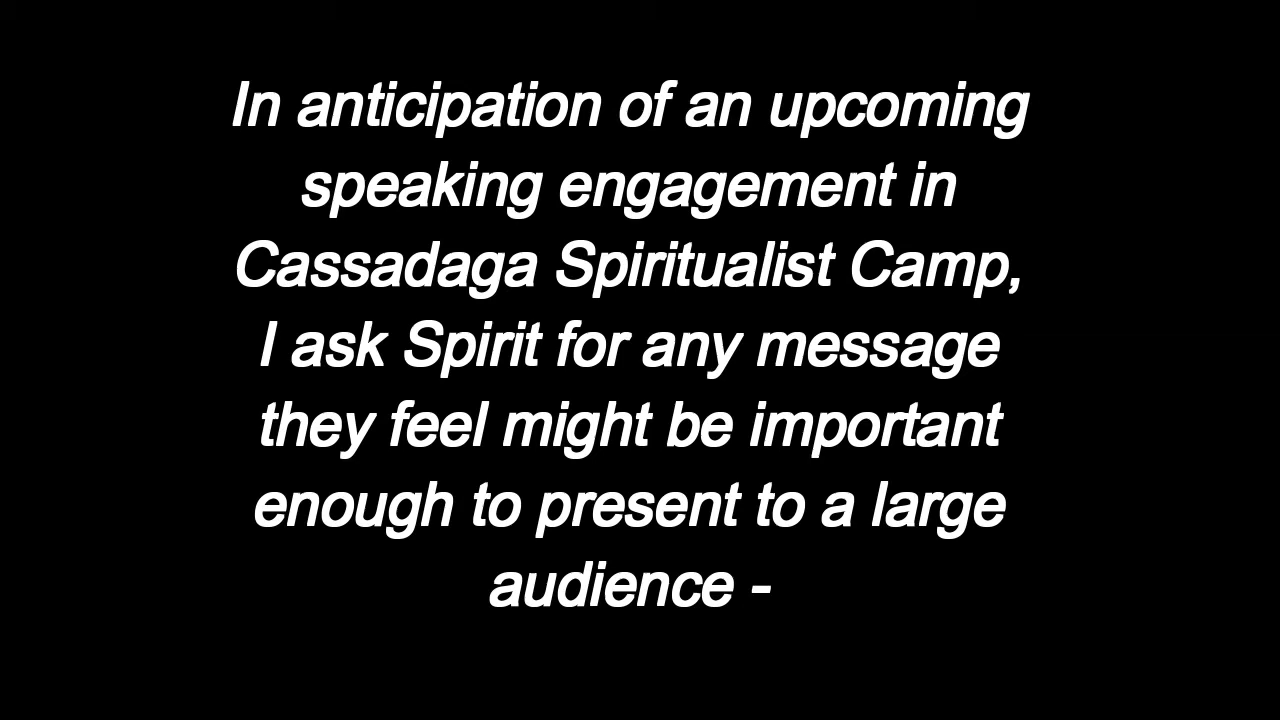 In anticipation of an upcoming
speaking engagement in
Cassadaga Spiritualist Camp,
I ask Spirit for any message
they feel might be important
enough to present to a large
audience -